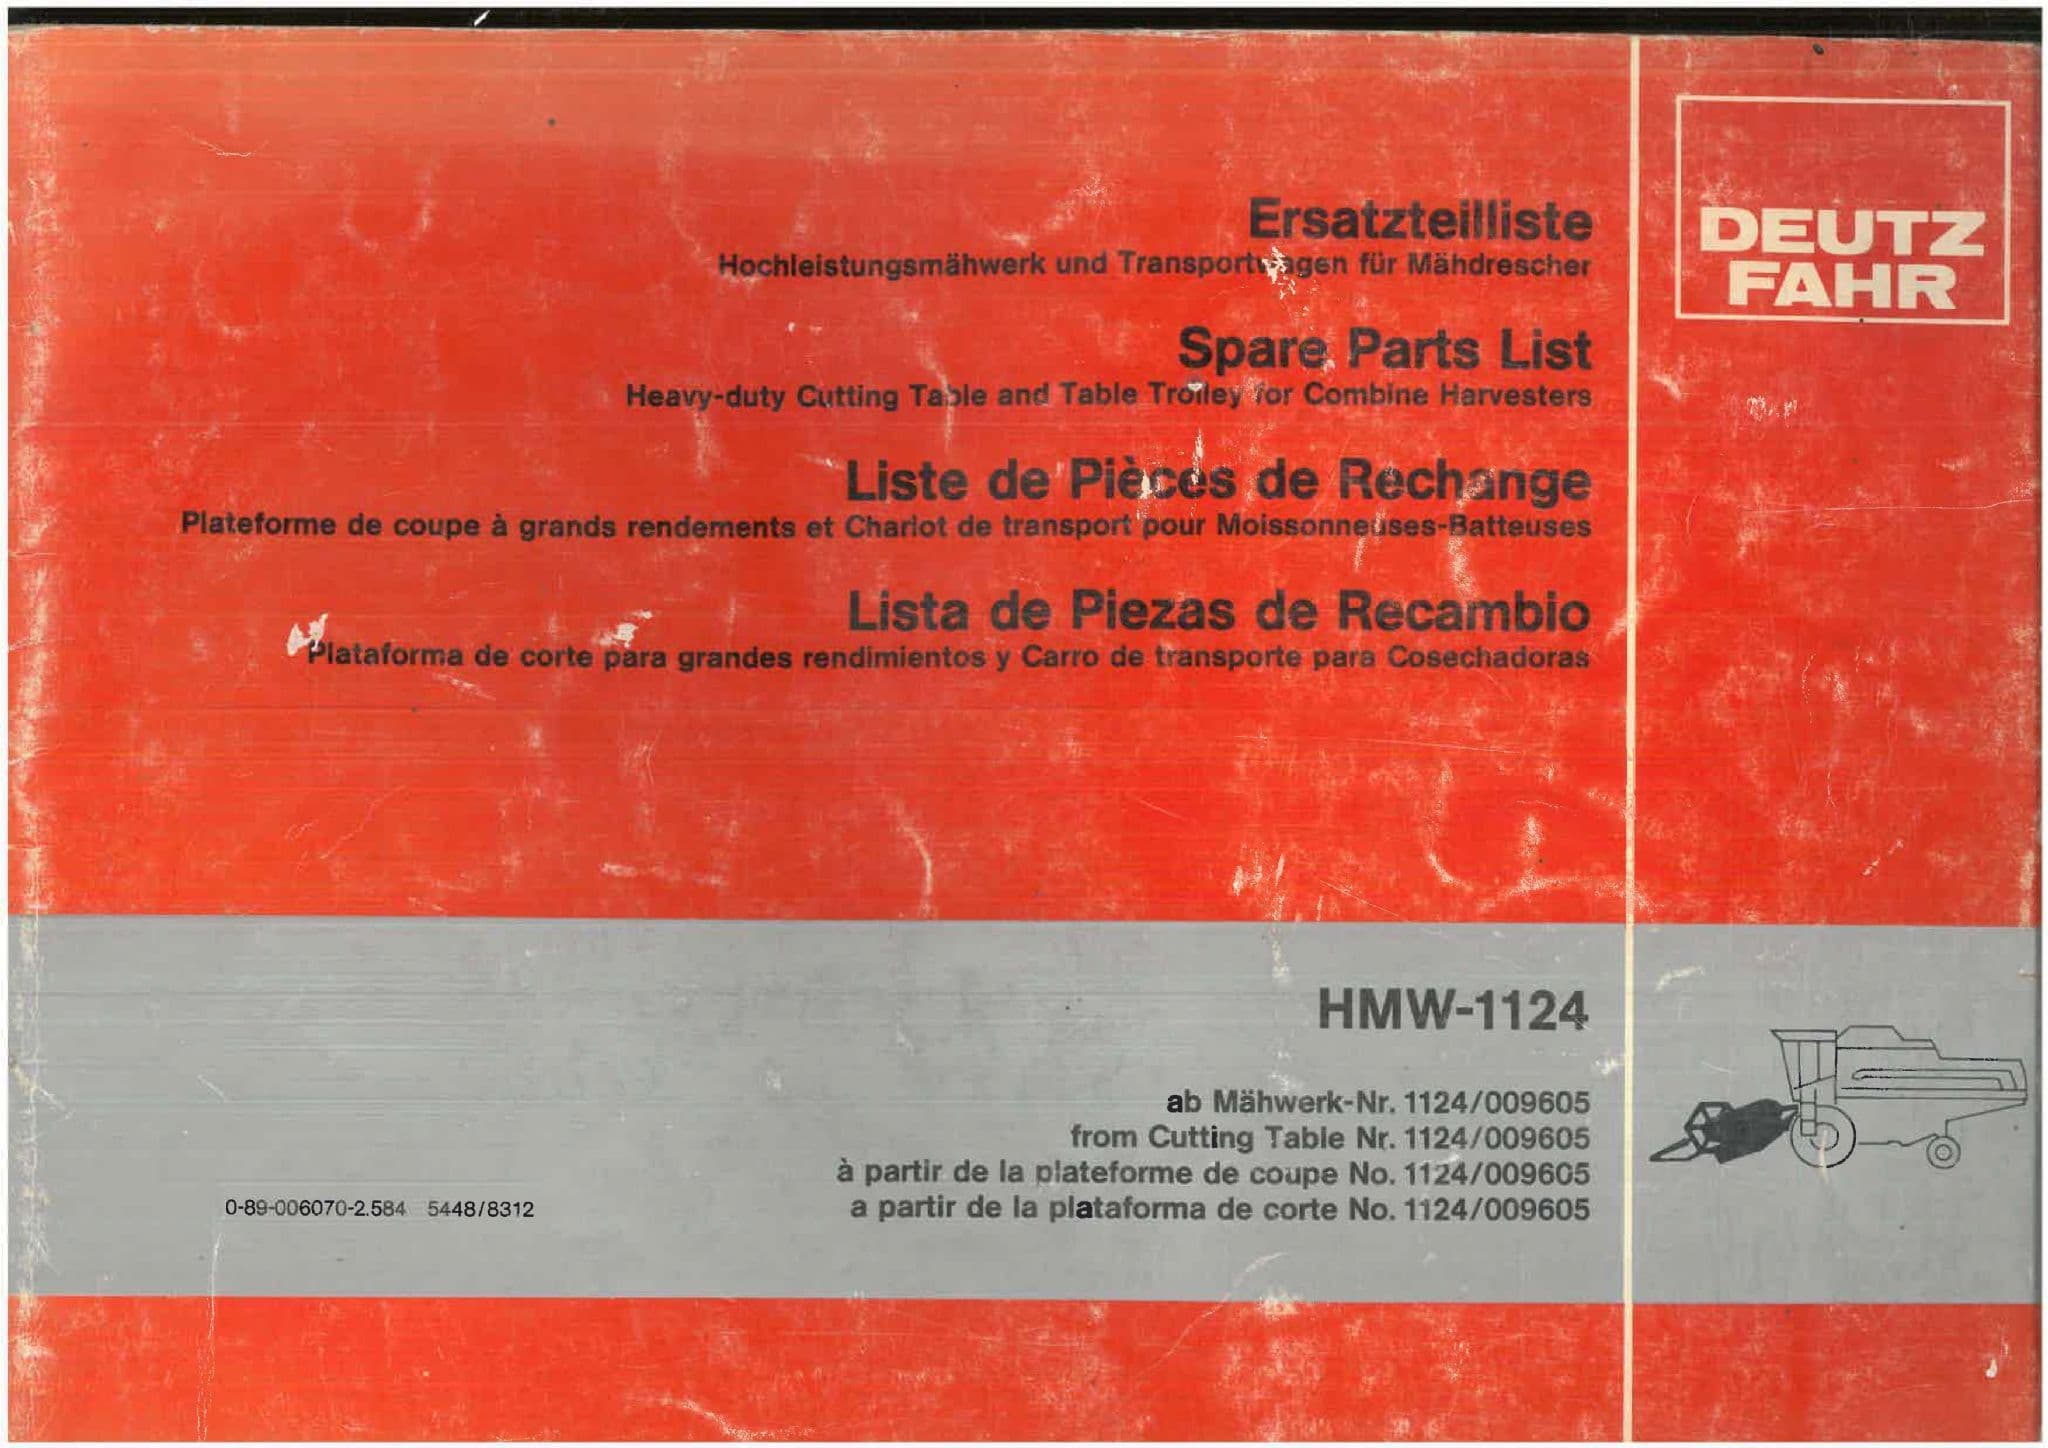 DEUTZ
FAHR
Ersatzteilliste
Hochleistungsmähwerk und Transportwagen für Mähdrescher
Spare Parts List
Heavy-duty Cutting Table and Table Trolley for Combine Harvesters
Liste de Pièces de Rechange
Plateforme de coupe à grands rendements et Chariot de transport pour Moissonneuses-Batteuses
Lista de Piezas de Recambio
Plataforma de corte para grandes rendimientos y Carro de transporte para Cosechadoras
HMW-1124
ab Mähwerk-Nr. 1124/009605
from Cutting Table Nr. 1124/009605
à partir de la plateforme de coupe No. 1124/009605
a partir de la plataforma de corte No. 1124/009605
0-89-006070-2.584 5448/8312